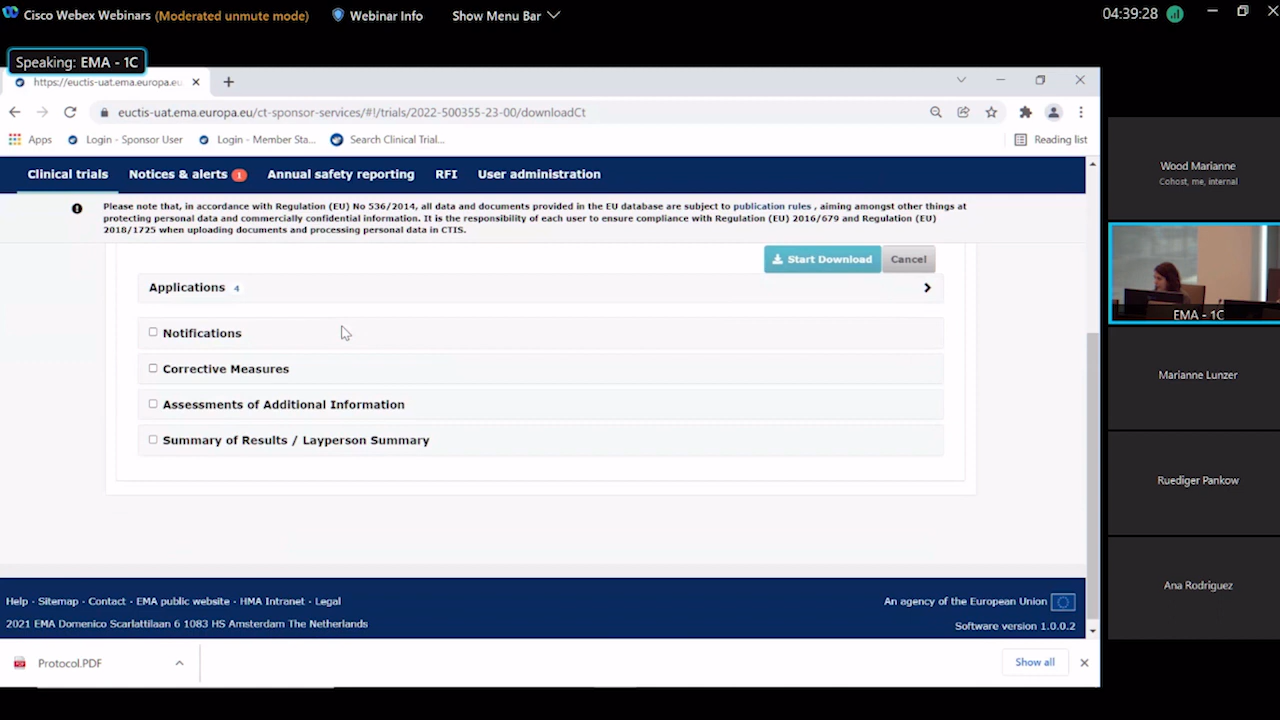 Cisco Webex Webinars (Moderated unmute mode) Webinar Info Show Menu Bar 04:39:28
Speaking: EMA - 1C
https://euctis-uat.ema.europa.eu
euctis-uat.ema.europa.eu/ct-sponsor-services/#!/trials/2022-500355-23-00/downloadCt
Apps Login - Sponsor User Login - Member Sta... Search Clinical Trial... Reading list
Clinical trials Notices & alerts 1 Annual safety reporting RFI User administration
Please note that, in accordance with Regulation (EU) No 536/2014, all data and documents provided in the EU database are subject to publication rules , aiming amongst other things at
protecting personal data and commercially confidential information. It is the responsibility of each user to ensure compliance with Regulation (EU) 2016/679 and Regulation (EU)
2018/1725 when uploading documents and processing personal data in CTIS.
Start Download Cancel
Applications 4
Notifications
Corrective Measures
Assessments of Additional Information
Summary of Results / Layperson Summary
Help - Sitemap - Contact - EMA public website - HMA Intranet - Legal
An agency of the European Union
2021 EMA Domenico Scarlattilaan 6 1083 HS Amsterdam The Netherlands
Software version 1.0.0.2
Protocol.PDF
Show all
Wood Marianne
Cohost, me, internal
EMA - 1C
Marianne Lunzer
Ruediger Pankow
Ana Rodriguez